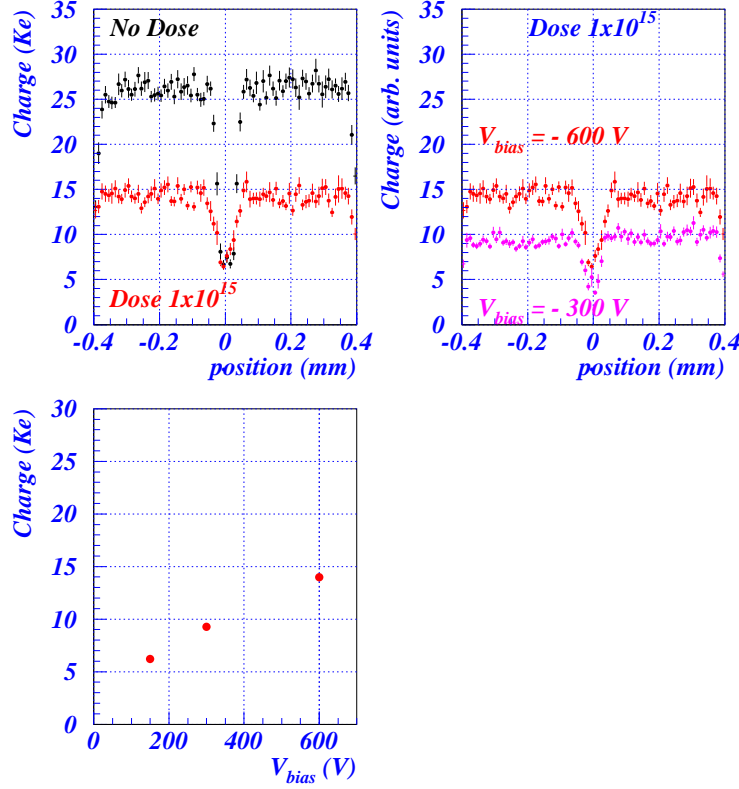 Charge (Ke)
35
30
25
20
15
10
5
0
No Dose
Dose 1x10^15
-0.4 -0.2 0 0.2 0.4
position (mm)
Charge (arb. units)
35
30
25
20
15
10
5
0
Dose 1x10^15
V_bias = - 600 V
V_bias = - 300 V
-0.4 -0.2 0 0.2 0.4
position (mm)
Charge (Ke)
30
25
20
15
10
5
0
0 200 400 600
V_bias (V)